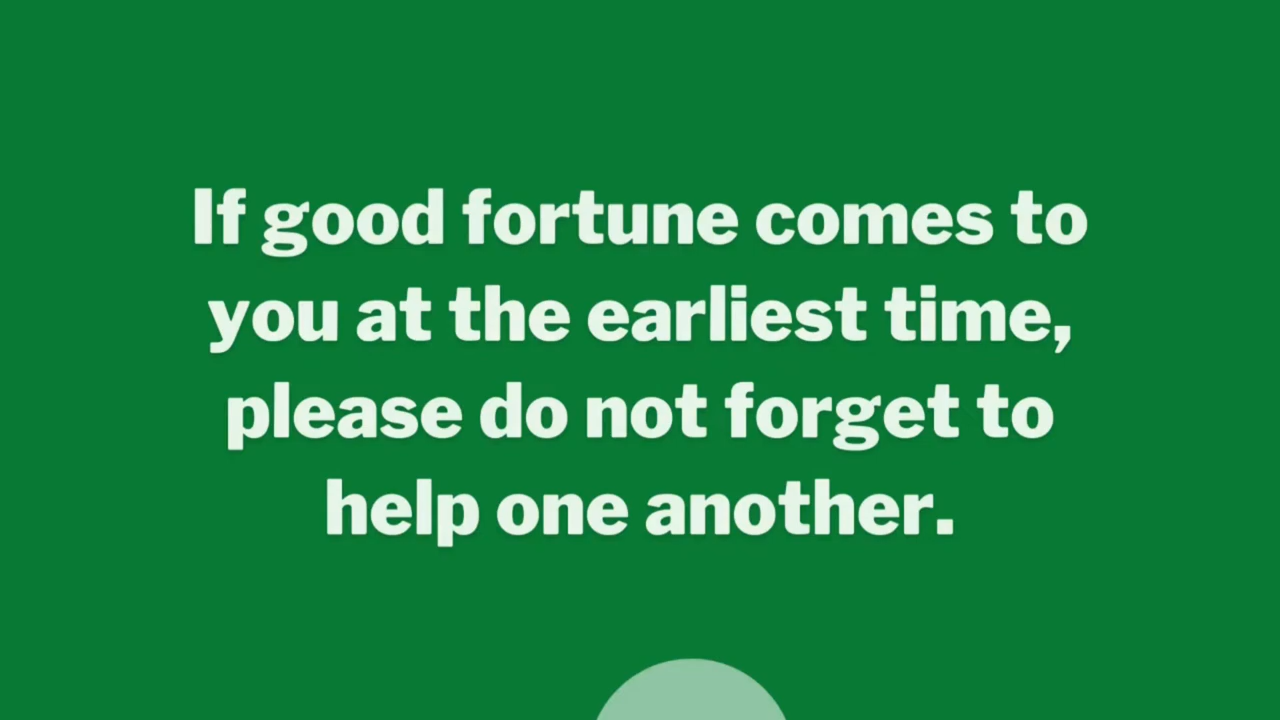 If good fortune comes to
you at the earliest time,
please do not forget to
help one another.